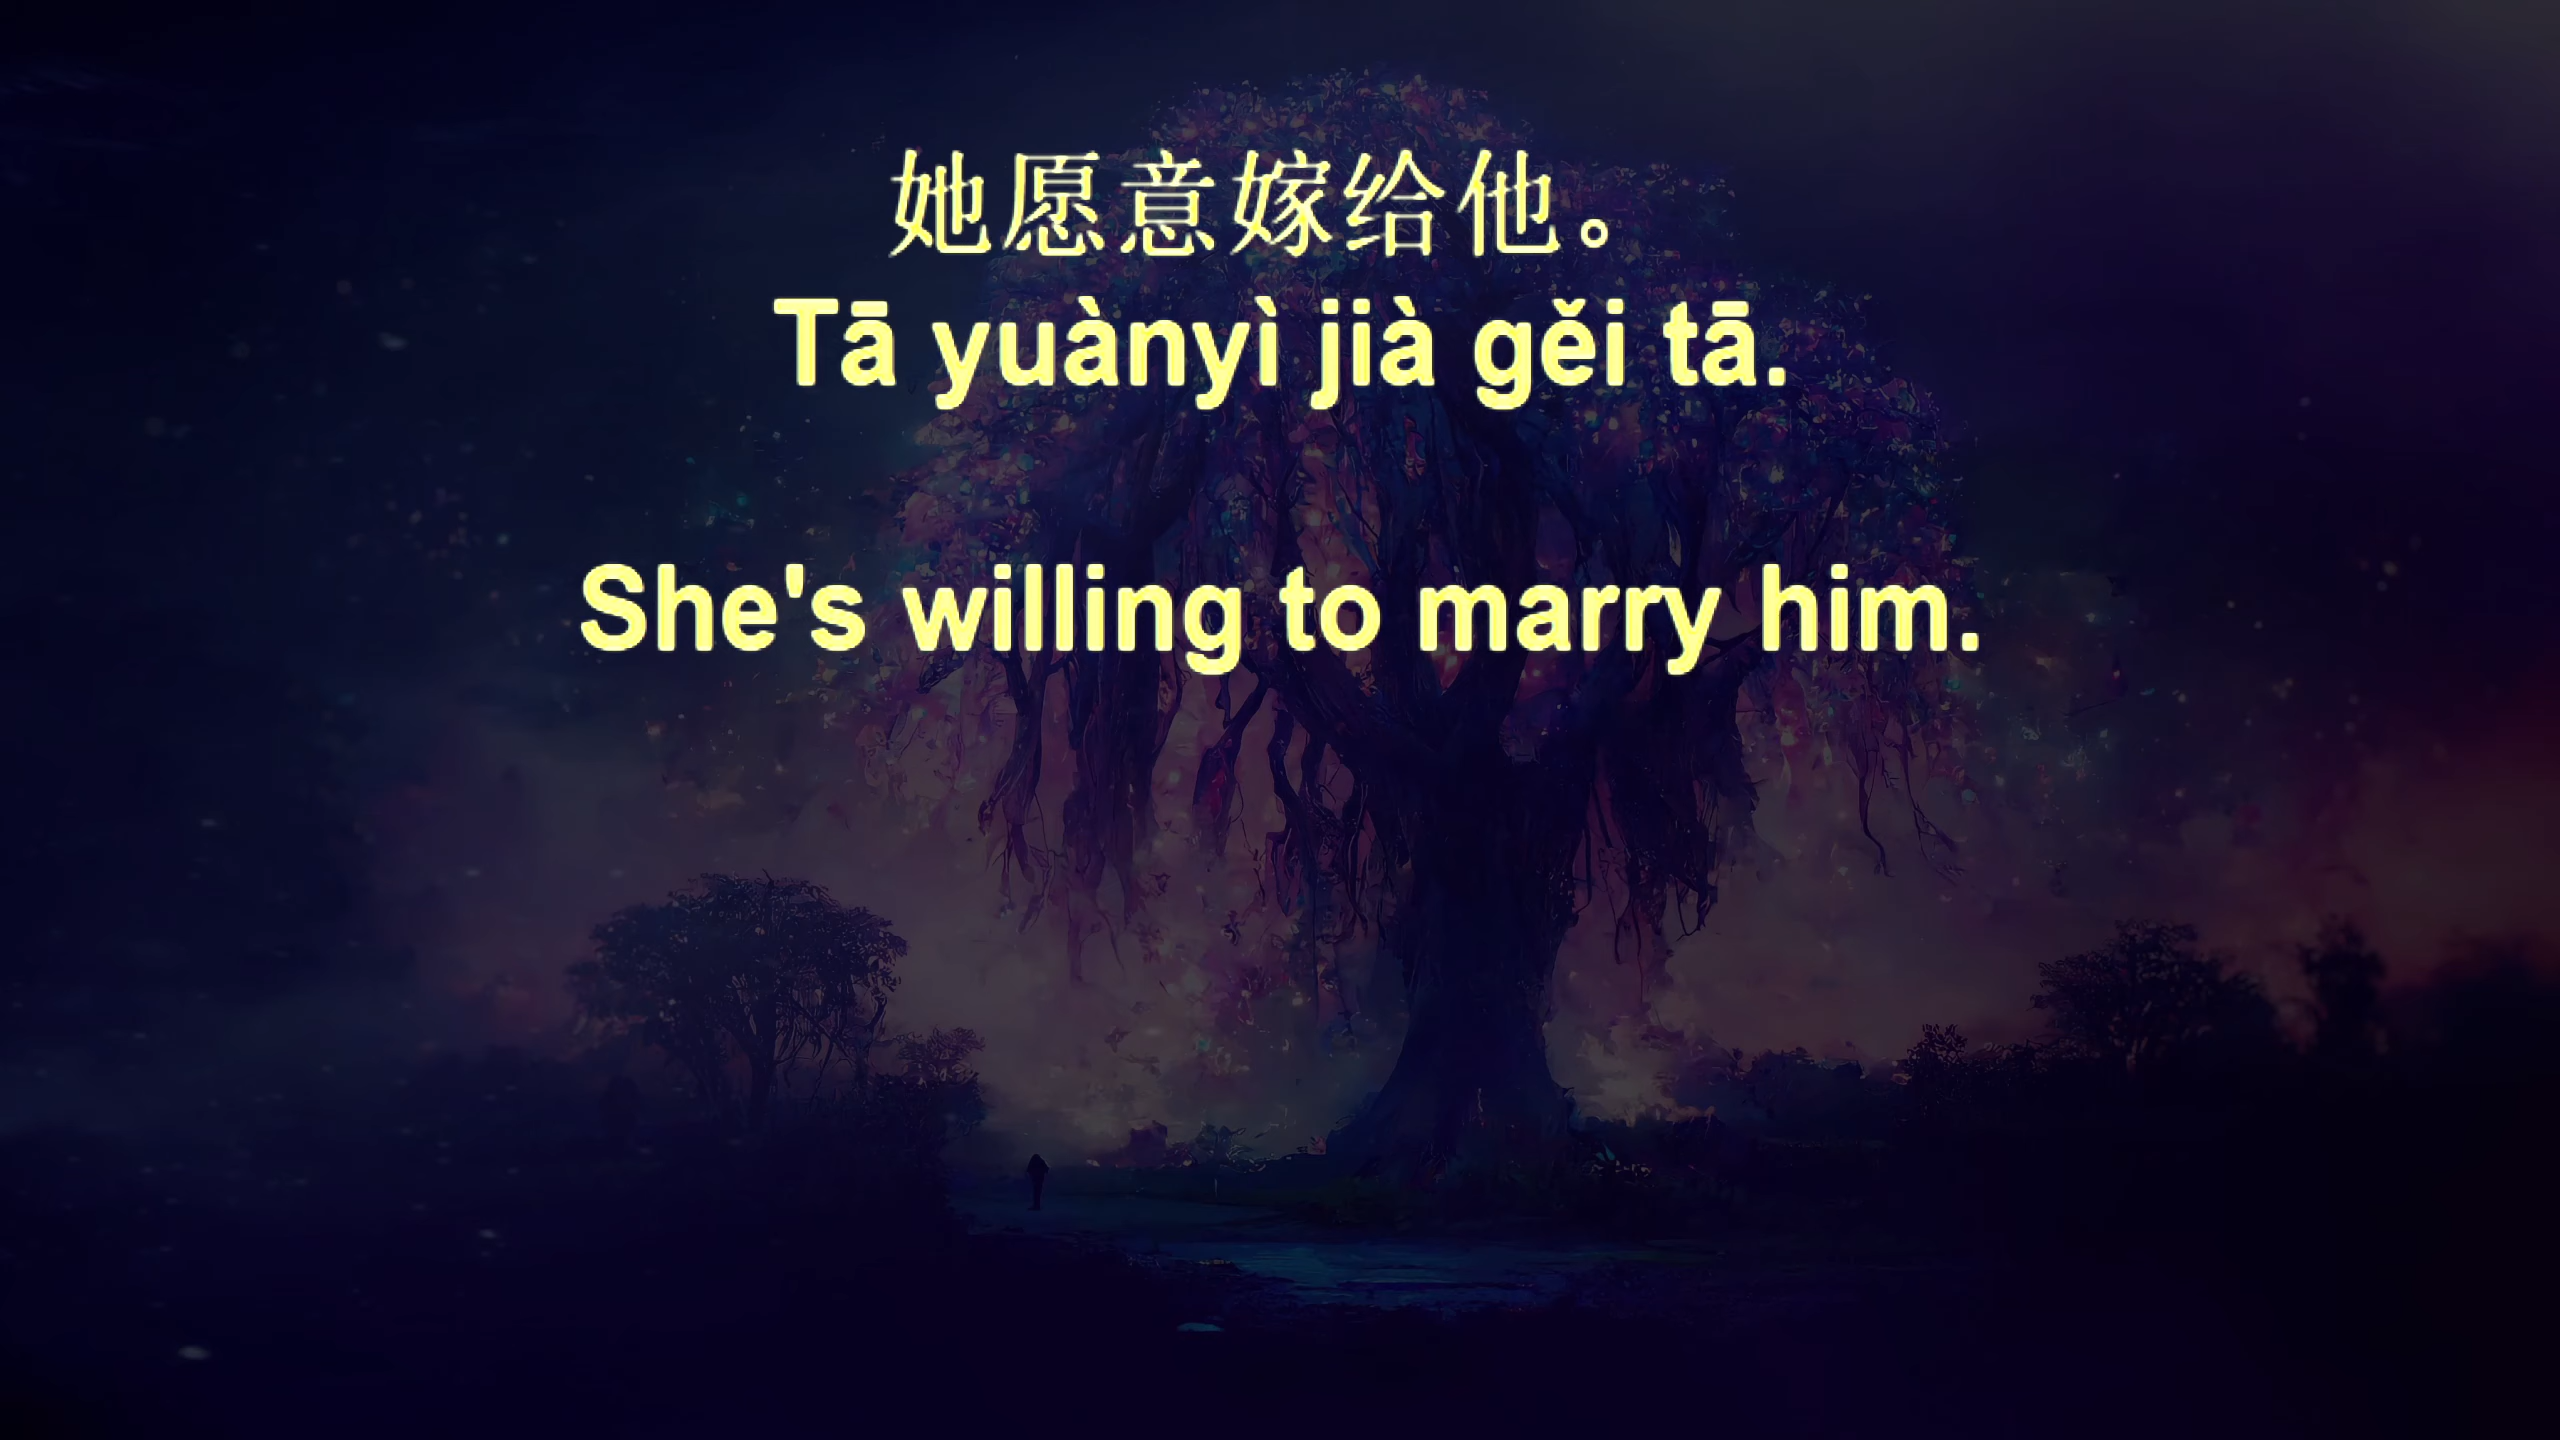 她愿意嫁给他。
Tā yuànyì jià gěi tā.
She's willing to marry him.